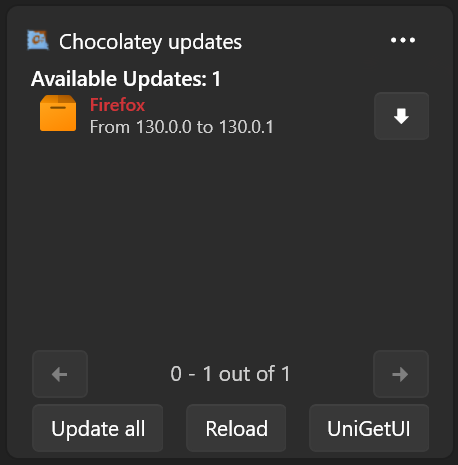 Chocolatey updates
Available Updates: 1
Firefox
From 130.0.0 to 130.0.1
0 - 1 out of 1
Update all
Reload
UniGetUI